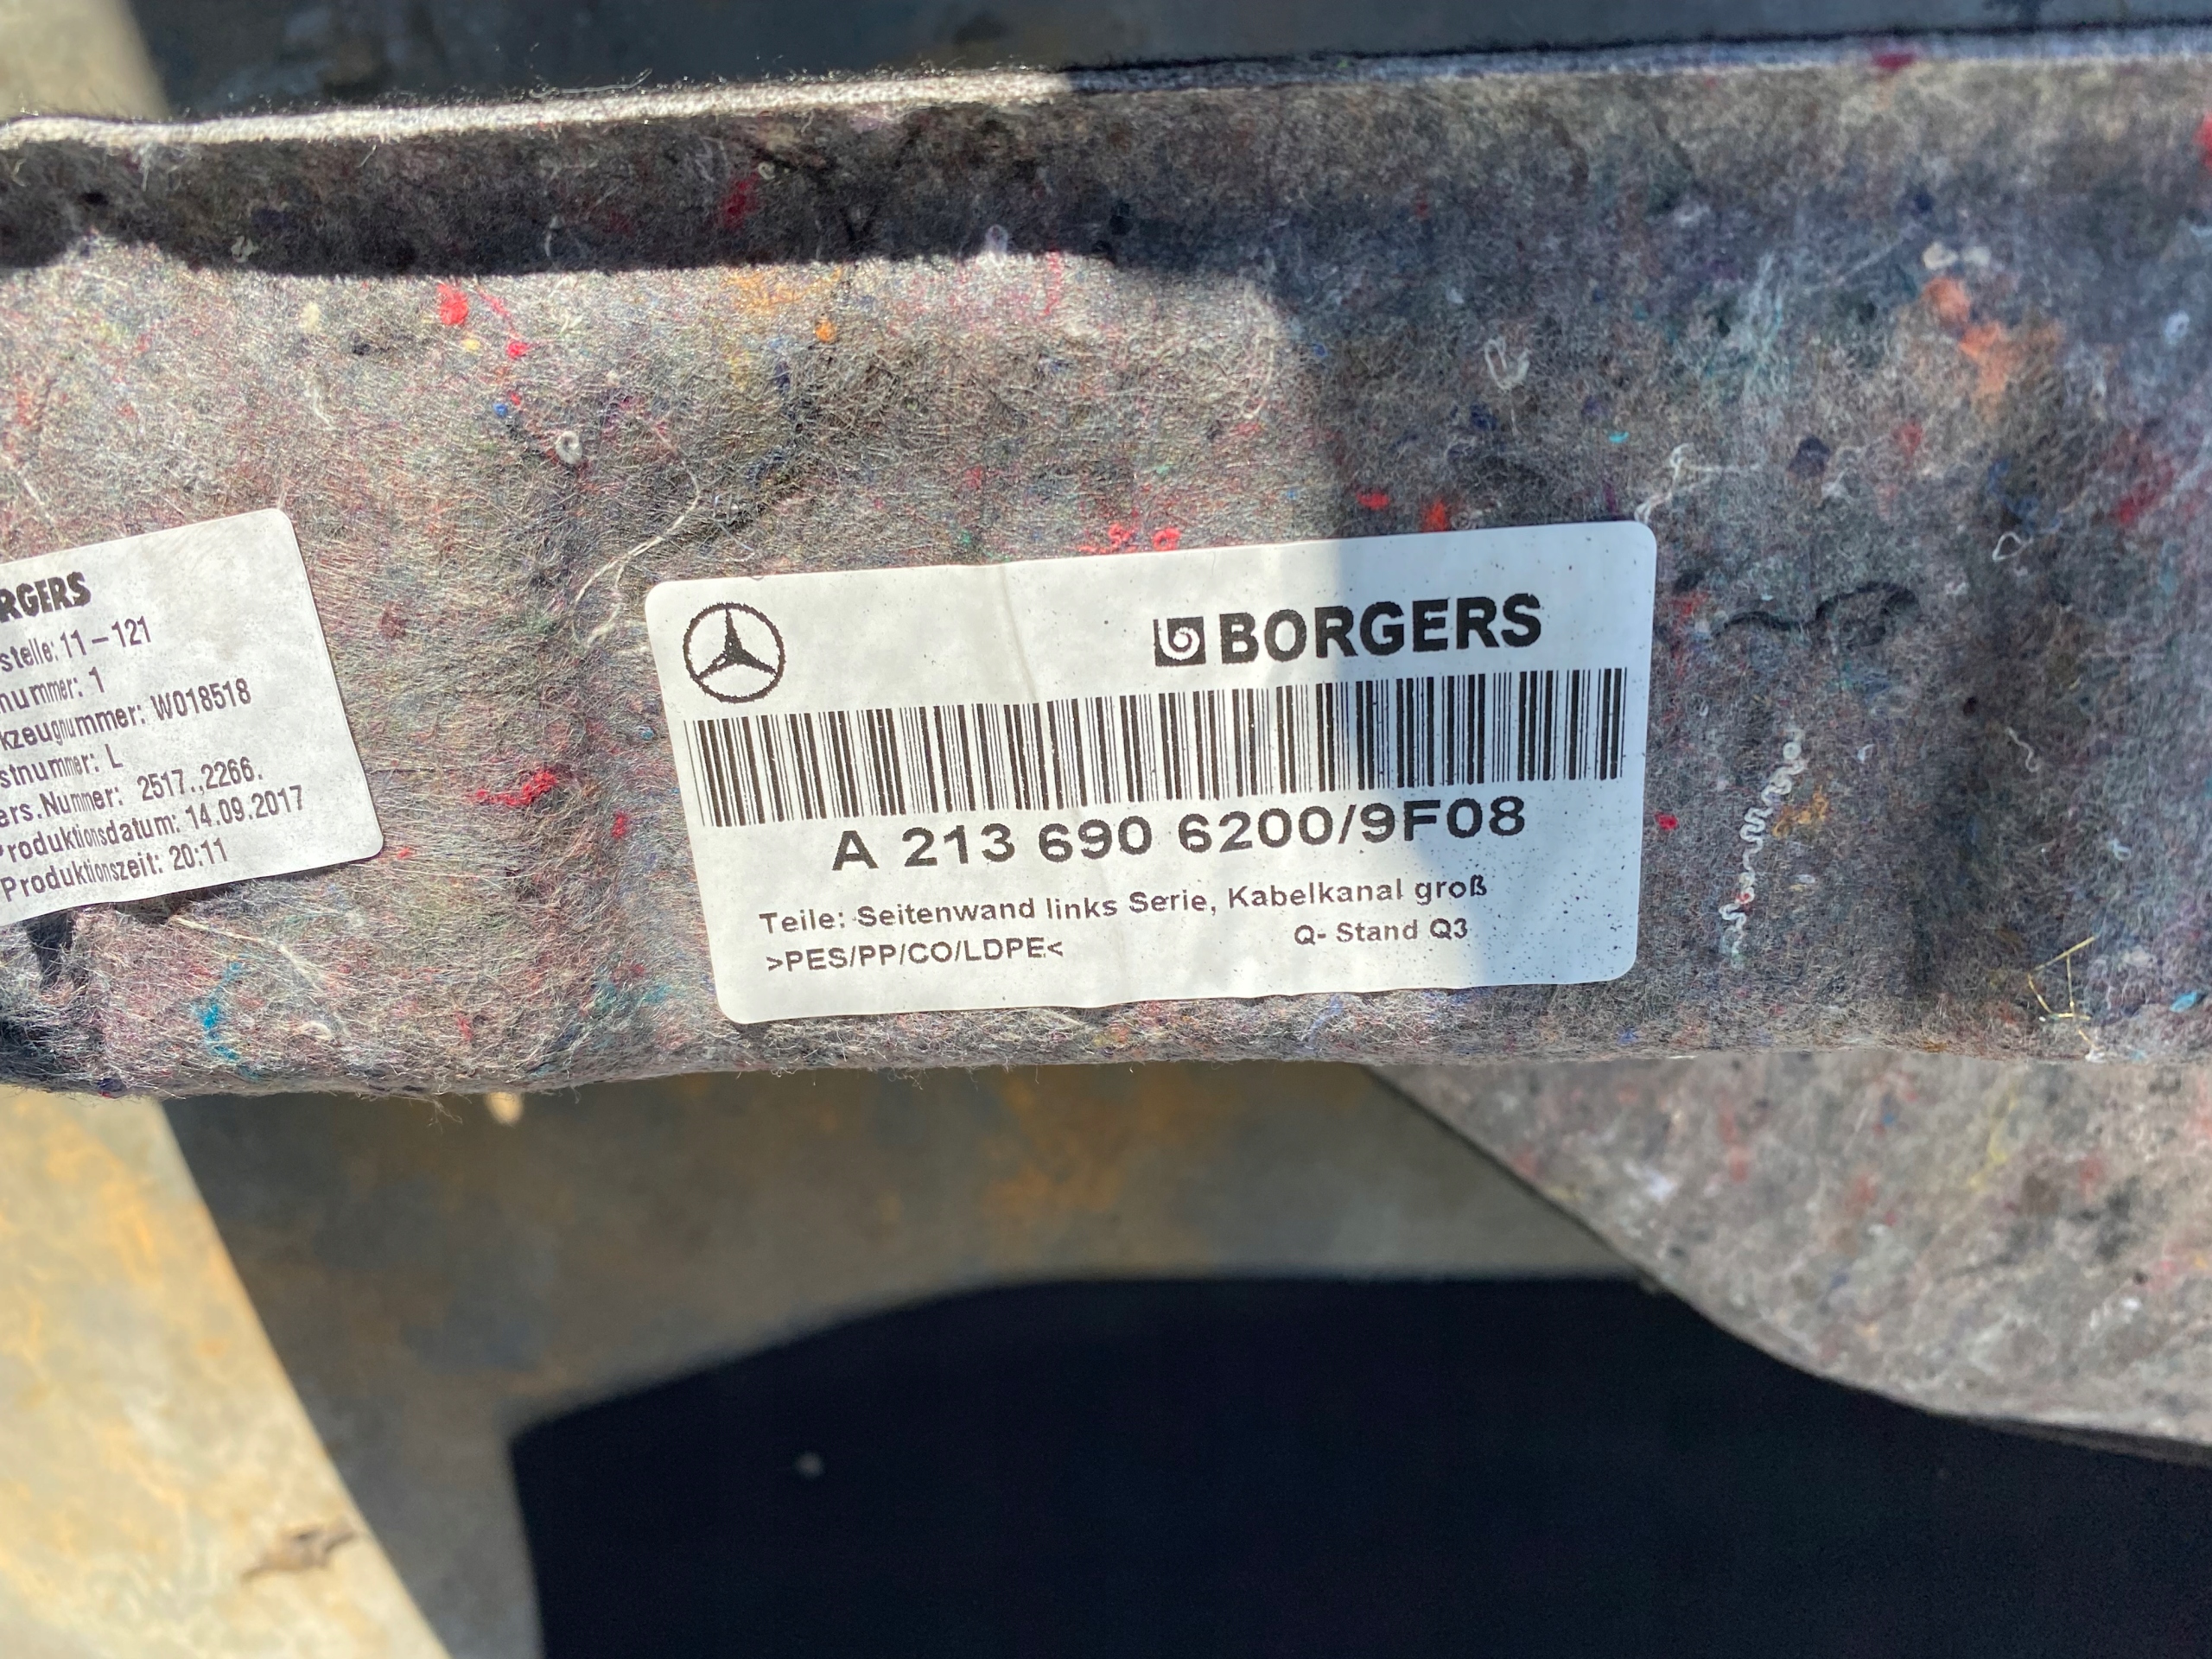 RGERS
stelle: 11-121
nummer: 1
kzeugnummer: W018518
stnummer: L
ers.Nummer: 2517.,2266.
Produktionsdatum: 14.09.2017
Produktionszeit: 20:11
BORGERS
A 213 690 6200/9F08
Teile: Seitenwand links Serie, Kabelkanal groß
>PES/PP/CO/LDPE< Q- Stand Q3